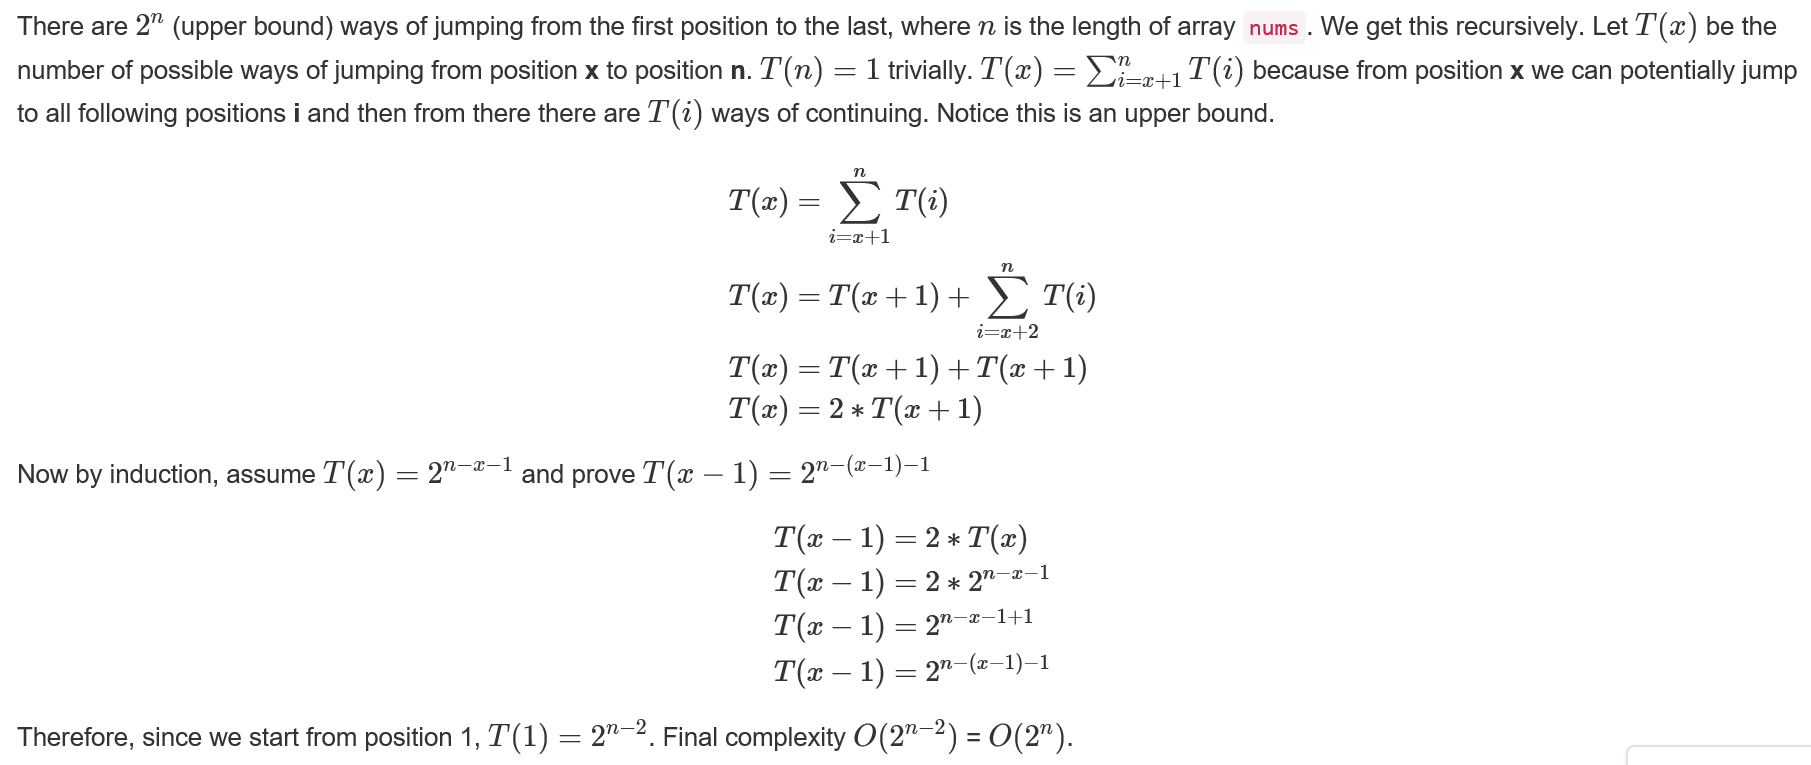 There are 2ⁿ (upper bound) ways of jumping from the first position to the last, where n is the length of array nums . We get this recursively. Let T(x) be the
number of possible ways of jumping from position x to position n. T(n) = 1 trivially. T(x) = ∑ⁿᵢ₌ₓ₊₁ T(i) because from position x we can potentially jump
to all following positions i and then from there there are T(i) ways of continuing. Notice this is an upper bound.
T(x) = ∑ⁿᵢ₌ₓ₊₁ T(i)
T(x) = T(x + 1) + ∑ⁿᵢ₌ₓ₊₂ T(i)
T(x) = T(x + 1) + T(x + 1)
T(x) = 2 * T(x + 1)
Now by induction, assume T(x) = 2^{n−x−1} and prove T(x − 1) = 2^{n−(x−1)−1}
T(x − 1) = 2 * T(x)
T(x − 1) = 2 * 2^{n−x−1}
T(x − 1) = 2^{n−x−1+1}
T(x − 1) = 2^{n−(x−1)−1}
Therefore, since we start from position 1, T(1) = 2^{n−2}. Final complexity O(2^{n−2}) = O(2ⁿ).